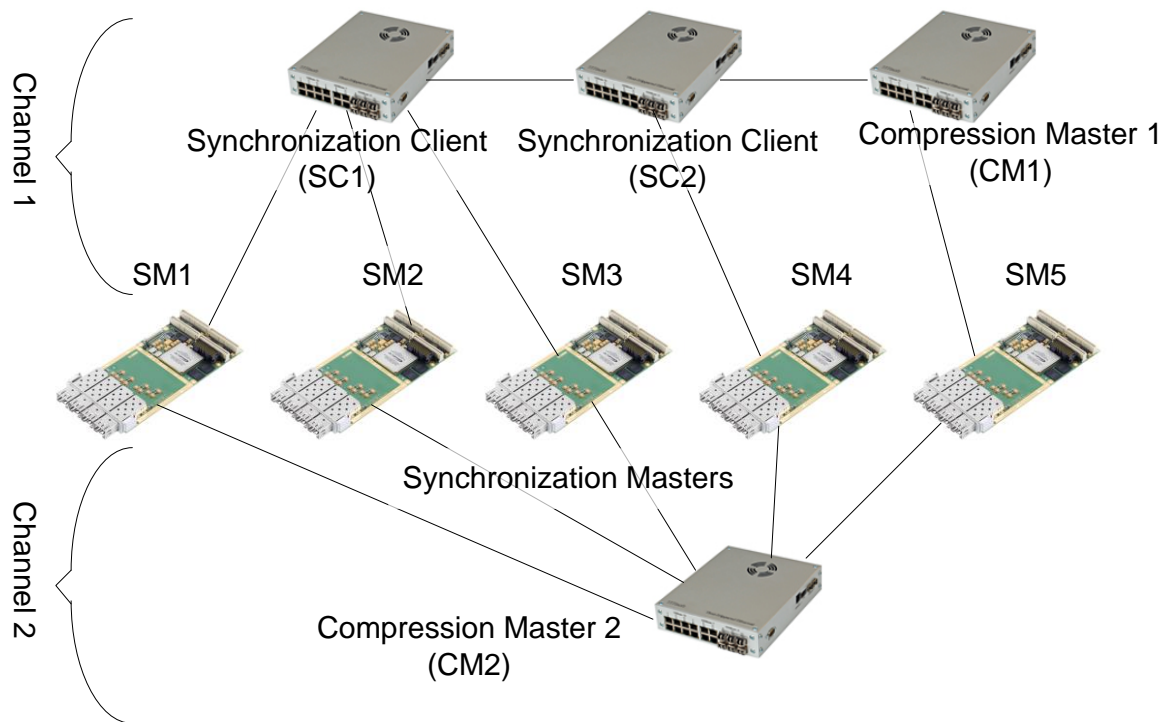 Channel 1
Synchronization Client
(SC1)
Synchronization Client
(SC2)
Compression Master 1
(CM1)
SM1
SM2
SM3
SM4
SM5
Synchronization Masters
Channel 2
Compression Master 2
(CM2)